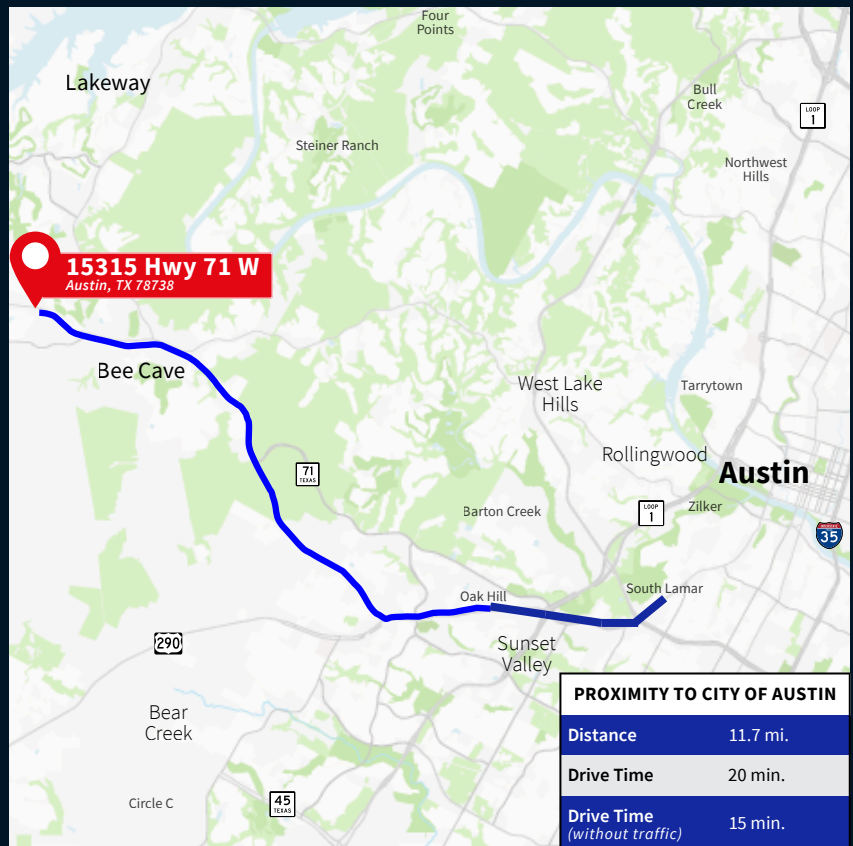 Four
Points
Lakeway
Bull
Creek
LOOP
1
Steiner Ranch
Northwest
Hills
15315 Hwy 71 W
Austin, TX 78738
Bee Cave
West Lake
Hills
Tarrytown
Rollingwood
Austin
71
TEXAS
Barton Creek
LOOP
1
Zilker
35
Oak Hill
South Lamar
290
Sunset
Valley
Bear
Creek
Circle C
45
TEXAS
PROXIMITY TO CITY OF AUSTIN
Distance 11.7 mi.
Drive Time 20 min.
Drive Time 15 min.
(without traffic)